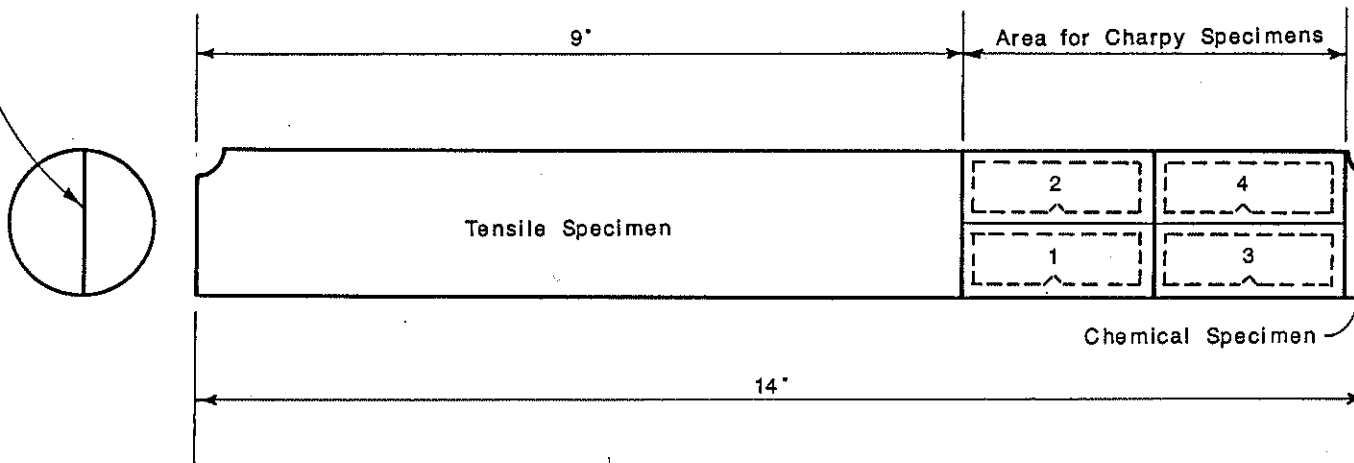 9"
Area for Charpy Specimens
2
4
Tensile Specimen
1
3
Chemical Specimen
14"